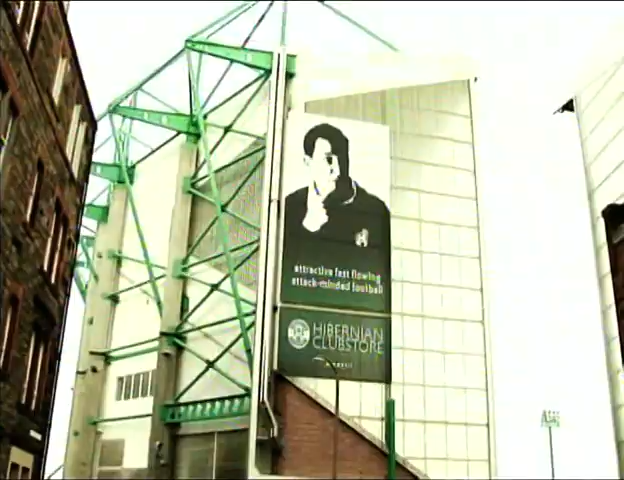 attractive fast flowing
attack-minded football
HIBERNIAN
CLUBSTORE